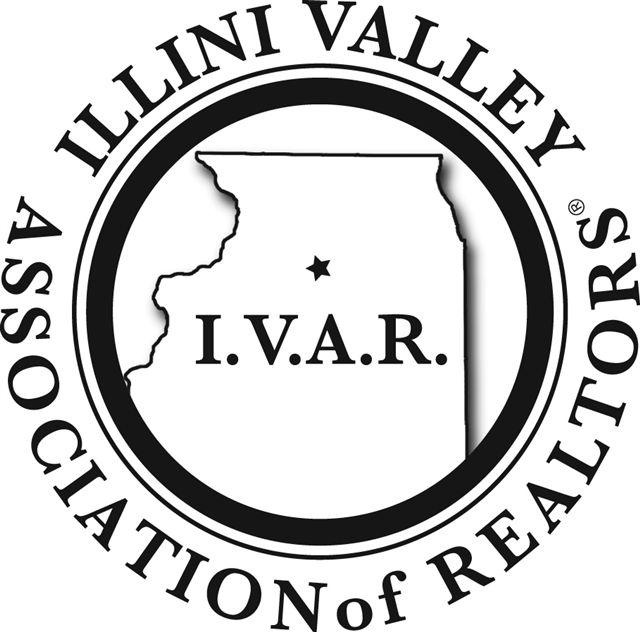 ILLINI VALLEY
ASSOCIATION of REALTORS®
I.V.A.R.